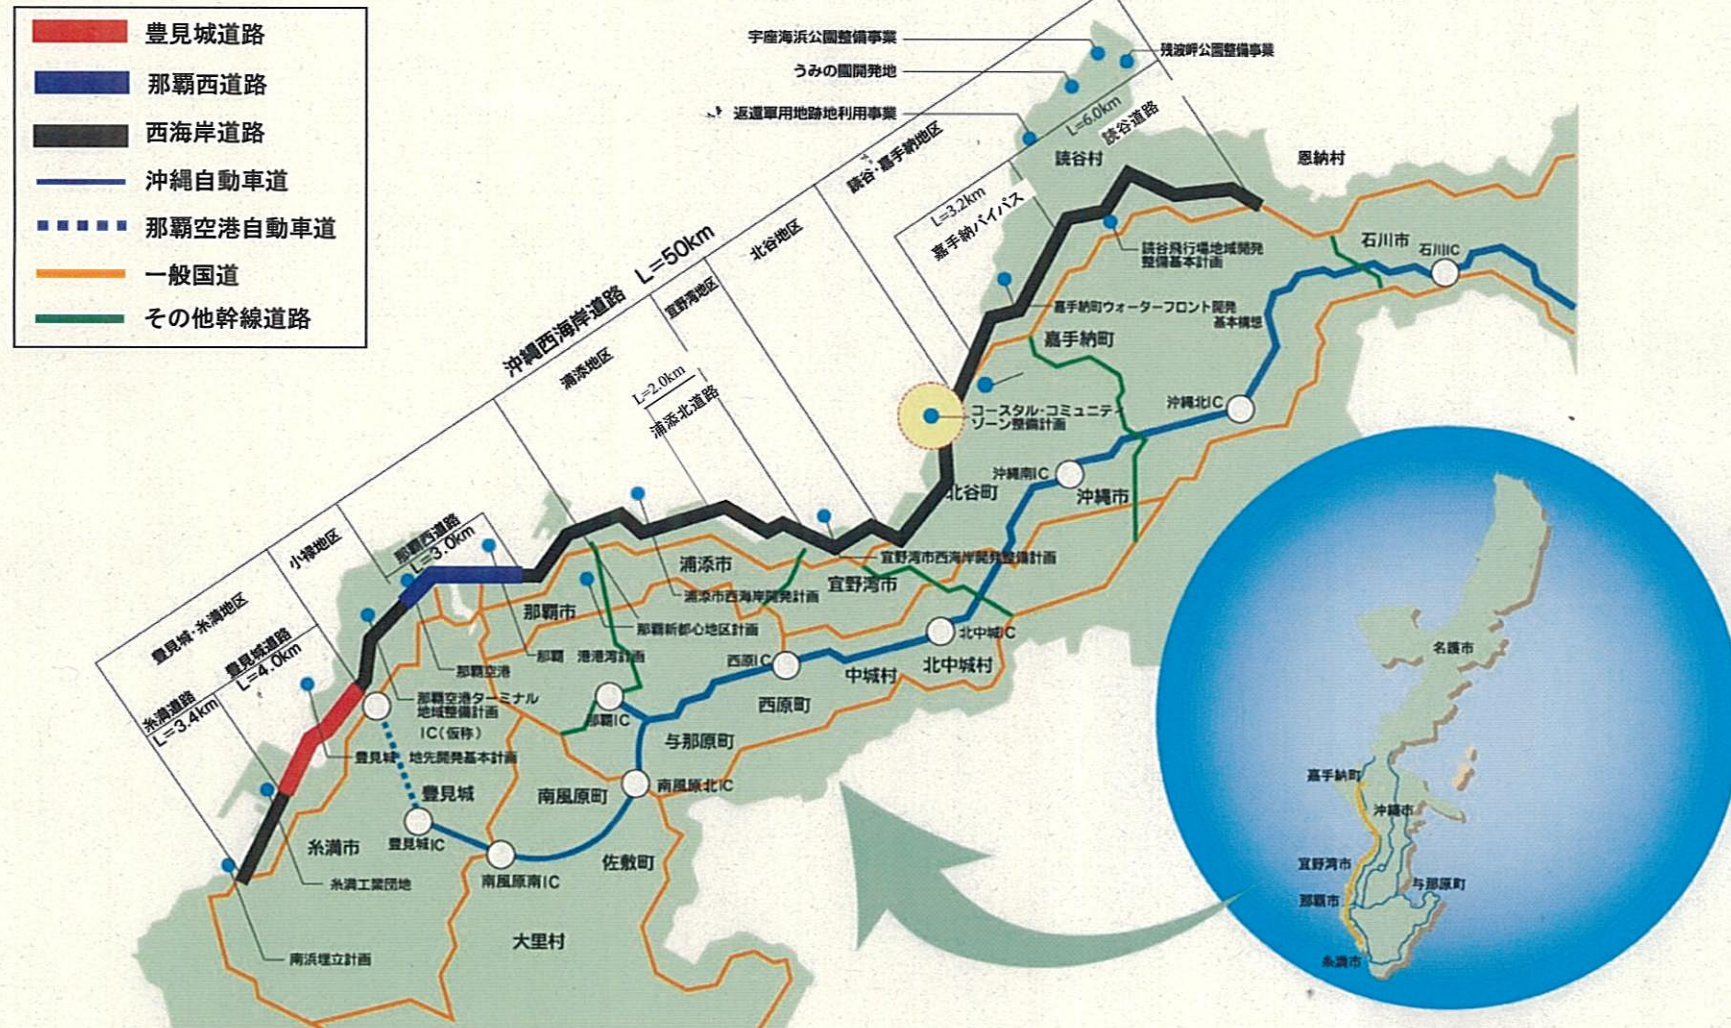 豊見城道路
那覇西道路
西海岸道路
沖縄自動車道
那覇空港自動車道
一般国道
その他幹線道路
宇座海浜公園整備事業
うみの園開発地
返還軍用地跡地利用事業
残波岬公園整備事業
L=6.0km
読谷道路
読谷・嘉手納地区
L=3.2km
嘉手納バイパス
北谷地区
沖縄西海岸道路 L=50km
宜野湾地区
浦添地区
L=2.0km
浦添北道路
那覇西道路
L=3.0km
小禄地区
豊見城・糸満地区
豊見城道路
L=4.0km
糸満道路
L=3.4km
読谷村
恩納村
石川市
石川IC
読谷飛行場地域開発
整備基本計画
嘉手納町ウォーターフロント開発
基本構想
嘉手納町
沖縄北IC
コースタル・コミュニティ
ゾーン整備計画
沖縄南IC
北谷町
沖縄市
宜野湾市西海岸開発整備計画
浦添市
宜野湾市
浦添市西海岸開発計画
那覇市
那覇新都心地区計画
那覇 港港湾計画
北中城IC
西原IC
中城村
北中城村
那覇空港
那覇空港ターミナル
地域整備計画
IC(仮称)
西原町
那覇IC
与那原町
豊見城 地先開発基本計画
豊見城
南風原町
南風原北IC
糸満市
豊見城IC
佐敷町
糸満工業団地
南風原南IC
大里村
南浜埋立計画
名護市
嘉手納町
沖縄市
宜野湾市
与那原町
那覇市
糸満市